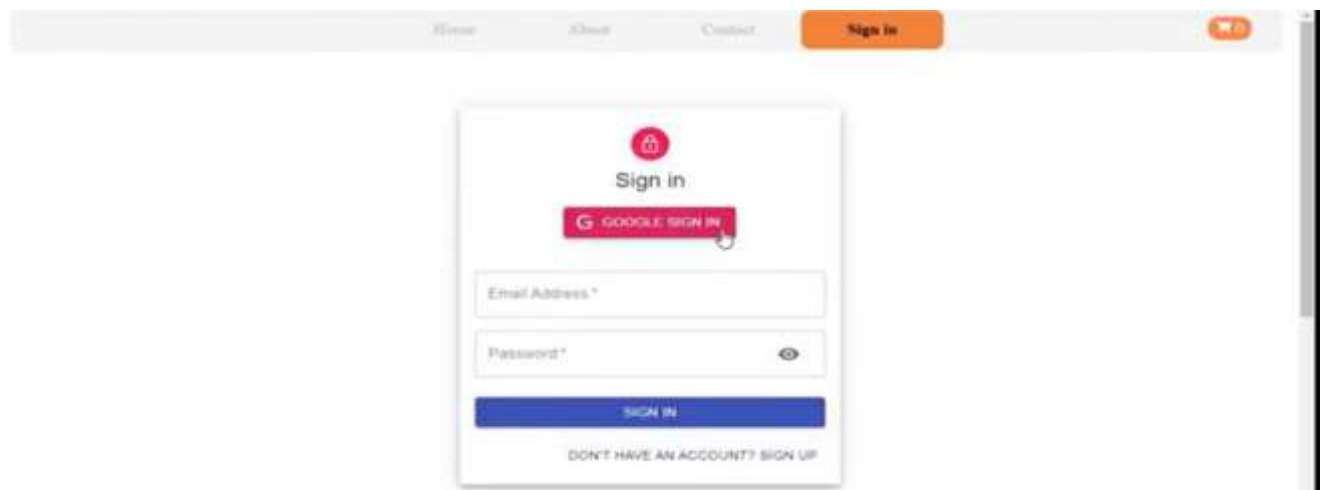 Home About Contact Sign in 0
Sign in
G GOOGLE SIGN IN
Email Address *
Password *
SIGN IN
DON'T HAVE AN ACCOUNT? SIGN UP